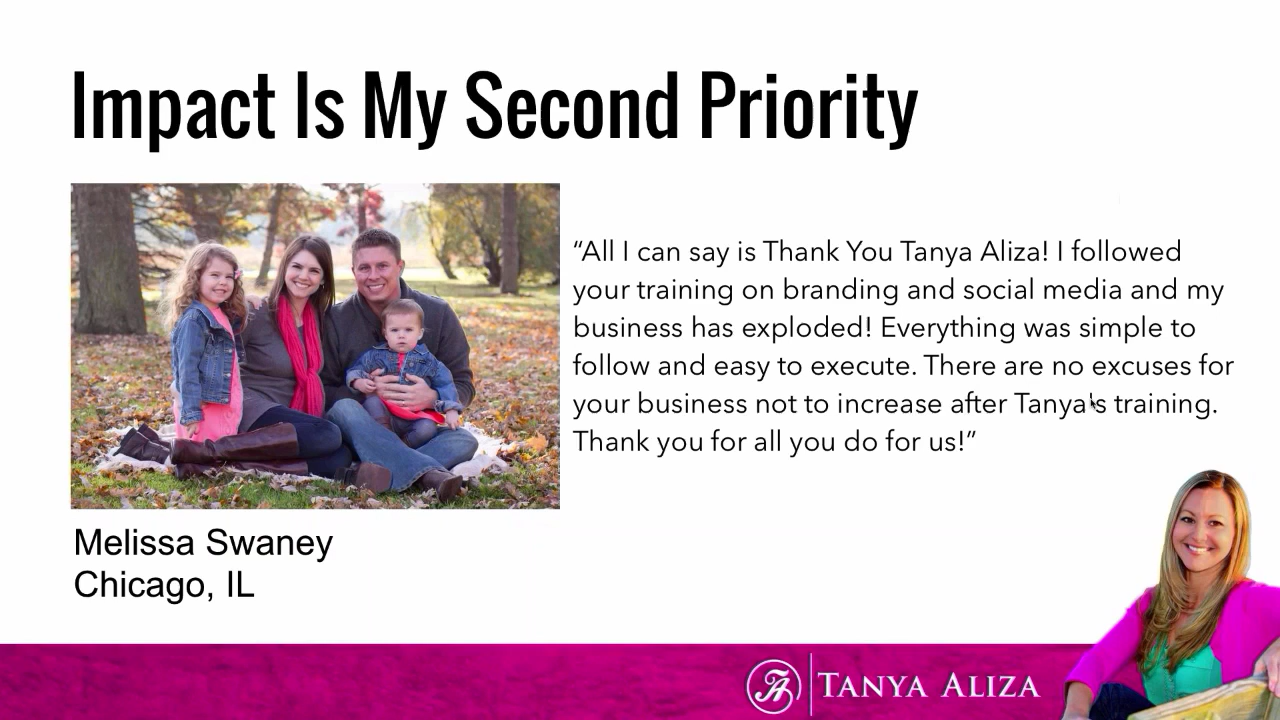 Impact Is My Second Priority
“All I can say is Thank You Tanya Aliza! I followed
your training on branding and social media and my
business has exploded! Everything was simple to
follow and easy to execute. There are no excuses for
your business not to increase after Tanya's training.
Thank you for all you do for us!”
Melissa Swaney
Chicago, IL
TA
TANYA ALIZA